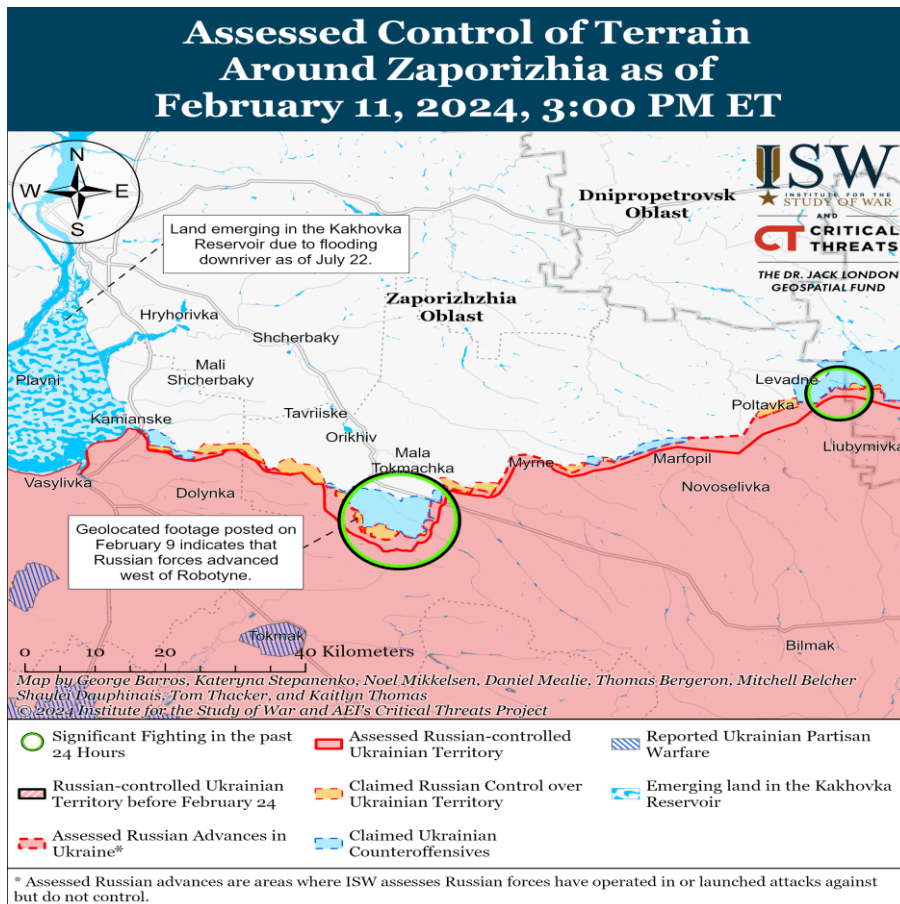 Assessed Control of Terrain
Around Zaporizhia as of
February 11, 2024, 3:00 PM ET
N
W
E
S
ISW
INSTITUTE FOR THE
STUDY OF WAR
AND
CT CRITICAL
THREATS
THE DR. JACK LONDON
GEOSPATIAL FUND
Dnipropetrovsk
Oblast
Land emerging in the Kakhovka
Reservoir due to flooding
downriver as of July 22.
Zaporizhzhia
Oblast
Hryhorivka
Shcherbaky
Mali
Shcherbaky
Plavni
Levadne
Poltavka
Tavriiske
Kamianske
Orikhiv
Mala
Tokmachka
Myrne
Marfopil
Liubymivka
Vasylivka
Dolynka
Novoselivka
Geolocated footage posted on
February 9 indicates that
Russian forces advanced
west of Robotyne.
Tokmak
Bilmak
0 10 20 40 Kilometers
Map by George Barros, Kateryna Stepanenko, Noel Mikkelsen, Daniel Mealie, Thomas Bergeron, Mitchell Belcher
Shaylei Dauphinais, Tom Thacker, and Kaitlyn Thomas
© 2024 Institute for the Study of War and AEI's Critical Threats Project
Significant Fighting in the past
24 Hours
Assessed Russian-controlled
Ukrainian Territory
Reported Ukrainian Partisan
Warfare
Russian-controlled Ukrainian
Territory before February 24
Claimed Russian Control over
Ukrainian Territory
Emerging land in the Kakhovka
Reservoir
Assessed Russian Advances in
Ukraine*
Claimed Ukrainian
Counteroffensives
* Assessed Russian advances are areas where ISW assesses Russian forces have operated in or launched attacks against
but do not control.